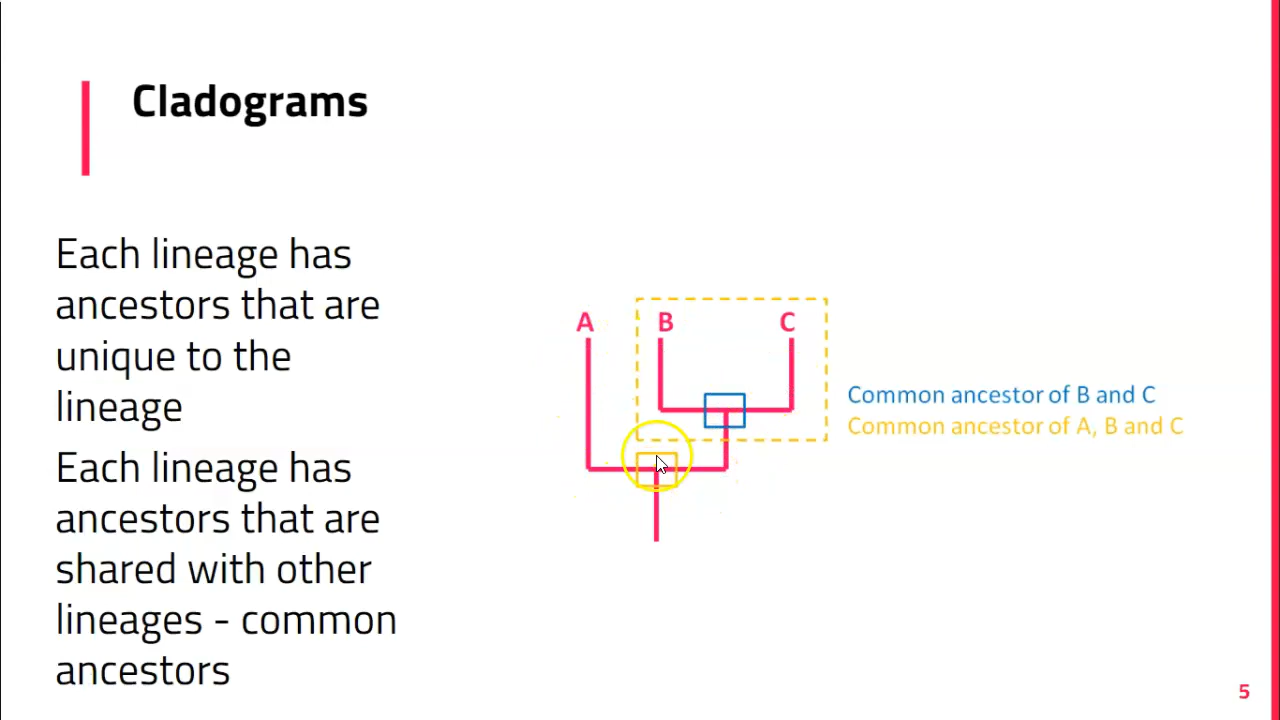 Cladograms
Each lineage has
ancestors that are
unique to the
lineage
Each lineage has
ancestors that are
shared with other
lineages - common
ancestors
A B C
Common ancestor of B and C
Common ancestor of A, B and C
5